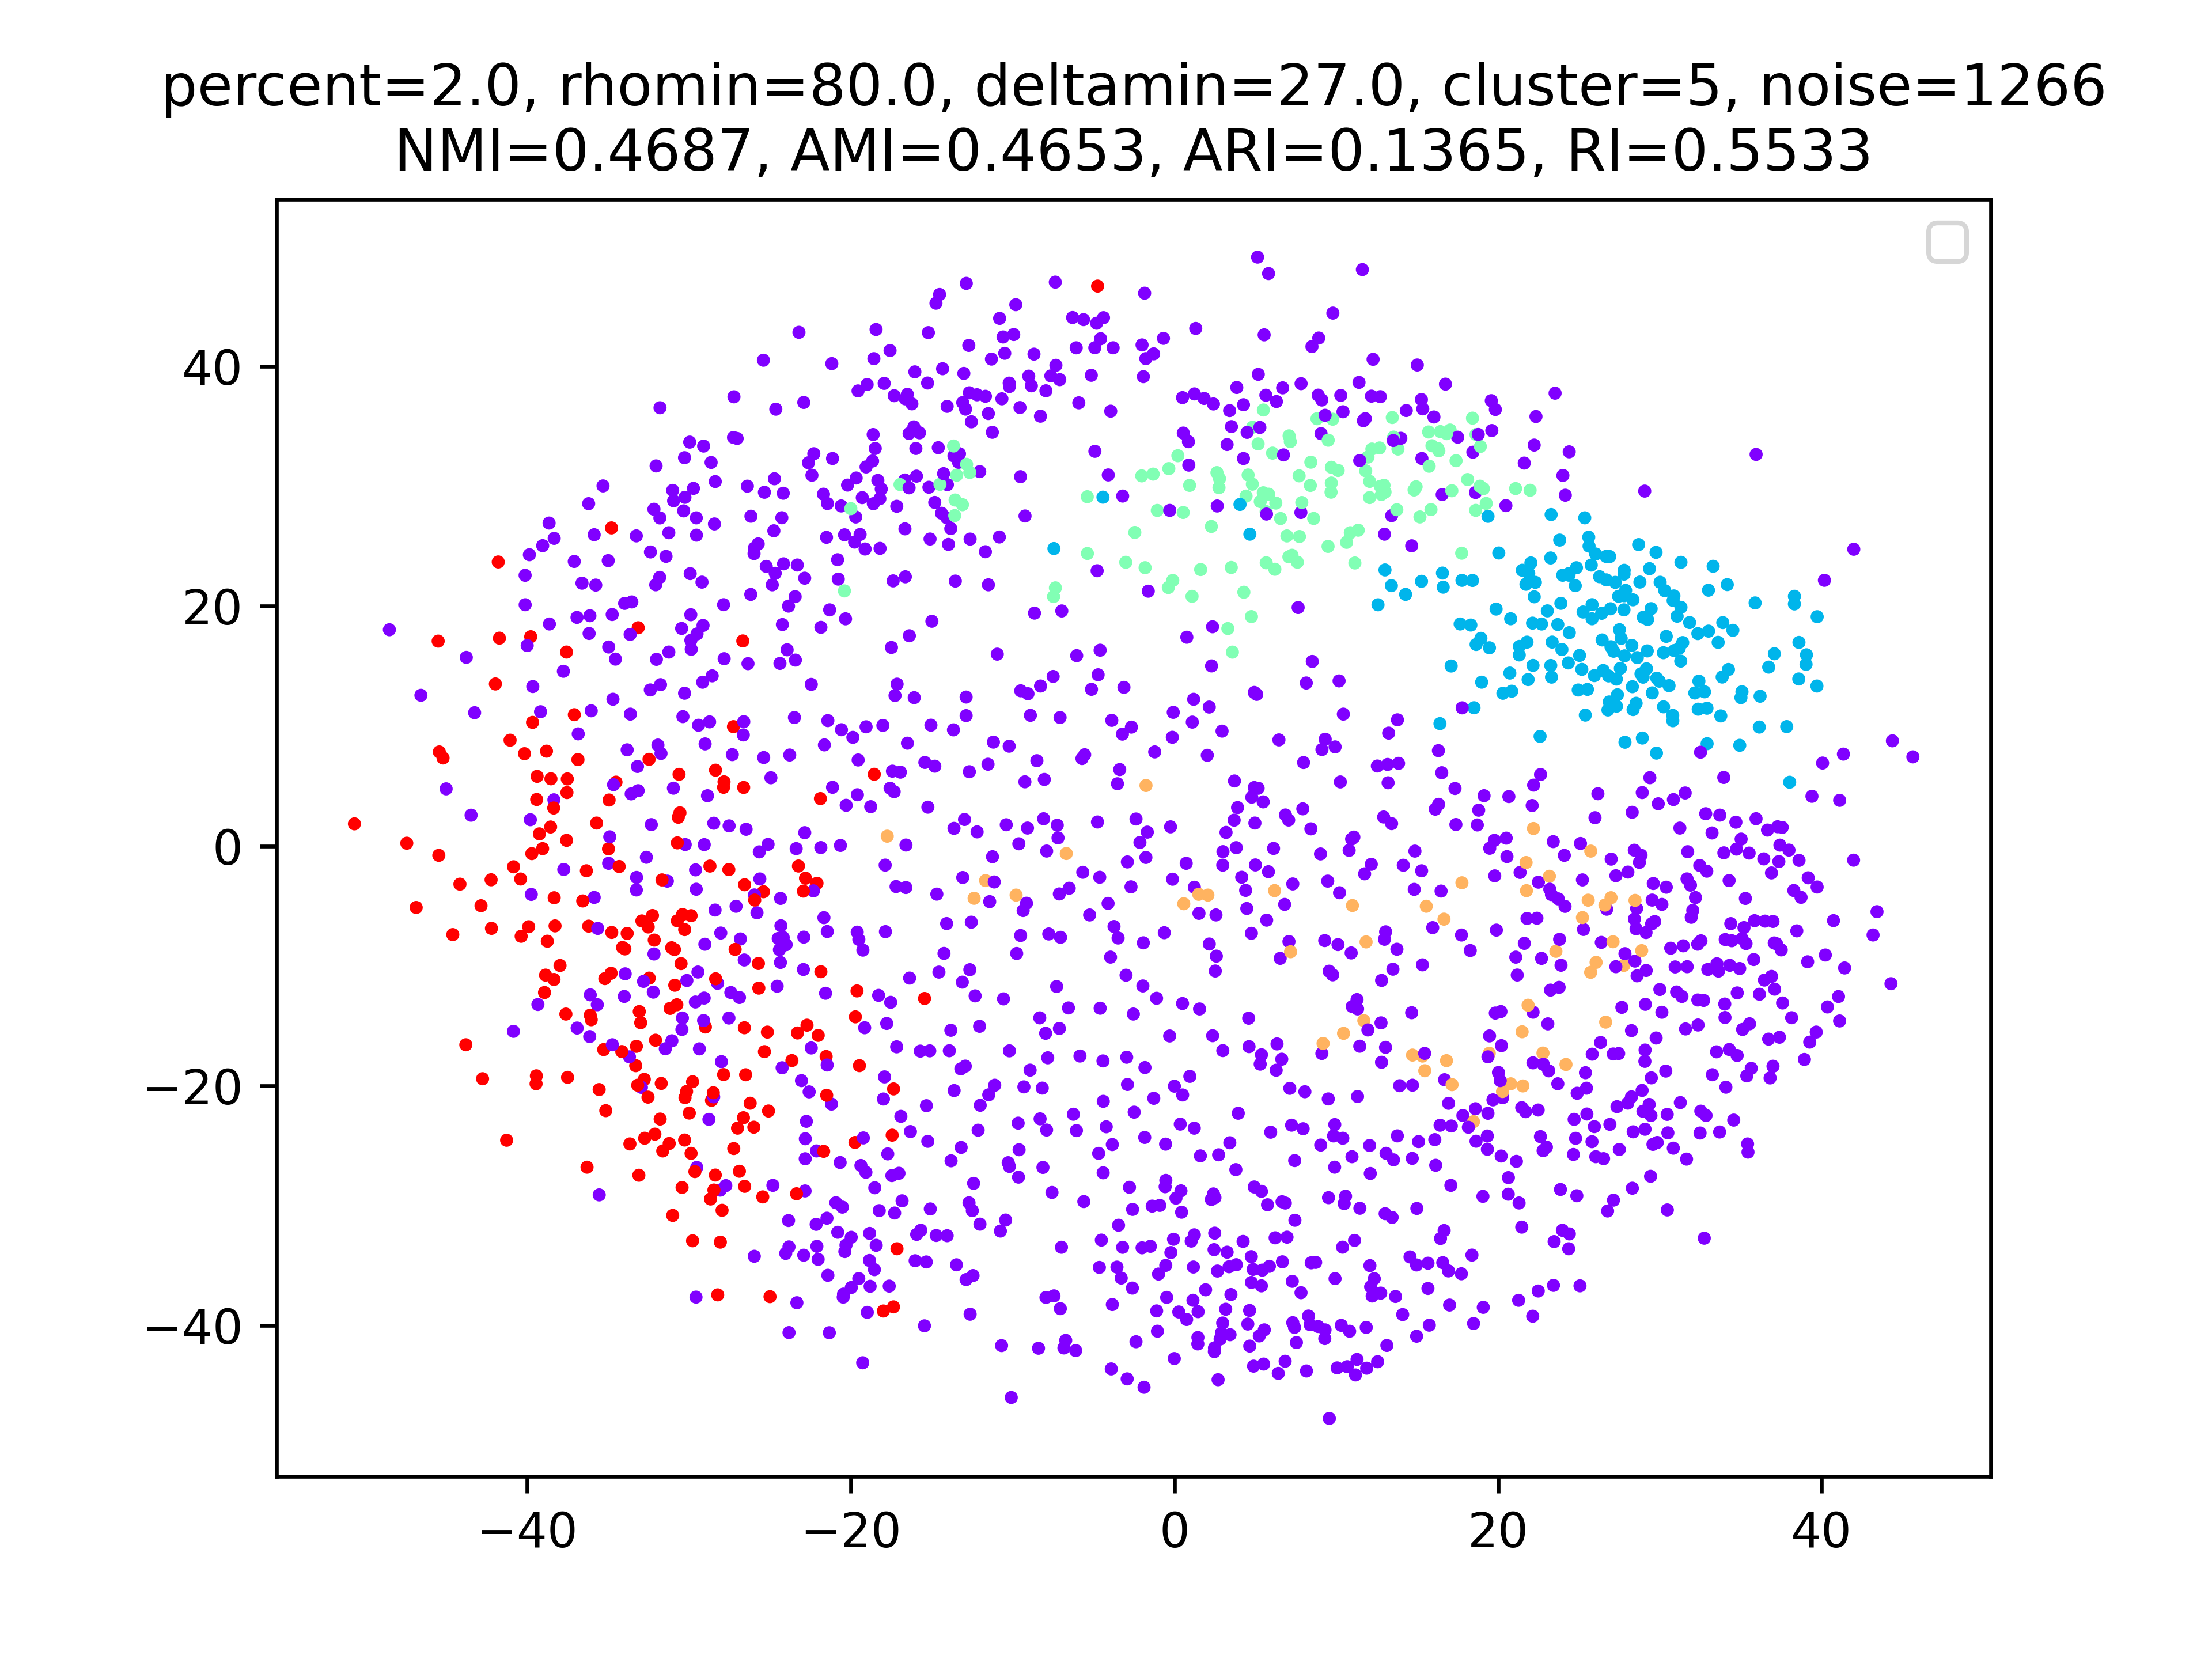 percent=2.0, rhomin=80.0, deltamin=27.0, cluster=5, noise=1266
NMI=0.4687, AMI=0.4653, ARI=0.1365, RI=0.5533
40
20
0
−20
−40
−40 −20 0 20 40